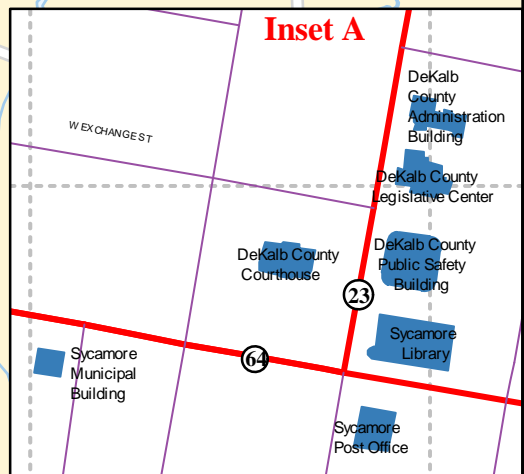 Inset A
DeKalb
County
Administration
Building
W EXCHANGE ST
DeKalb County
Legislative Center
DeKalb County
Courthouse
DeKalb County
Public Safety
Building
23
Sycamore
Library
64
Sycamore
Municipal
Building
Sycamore
Post Office